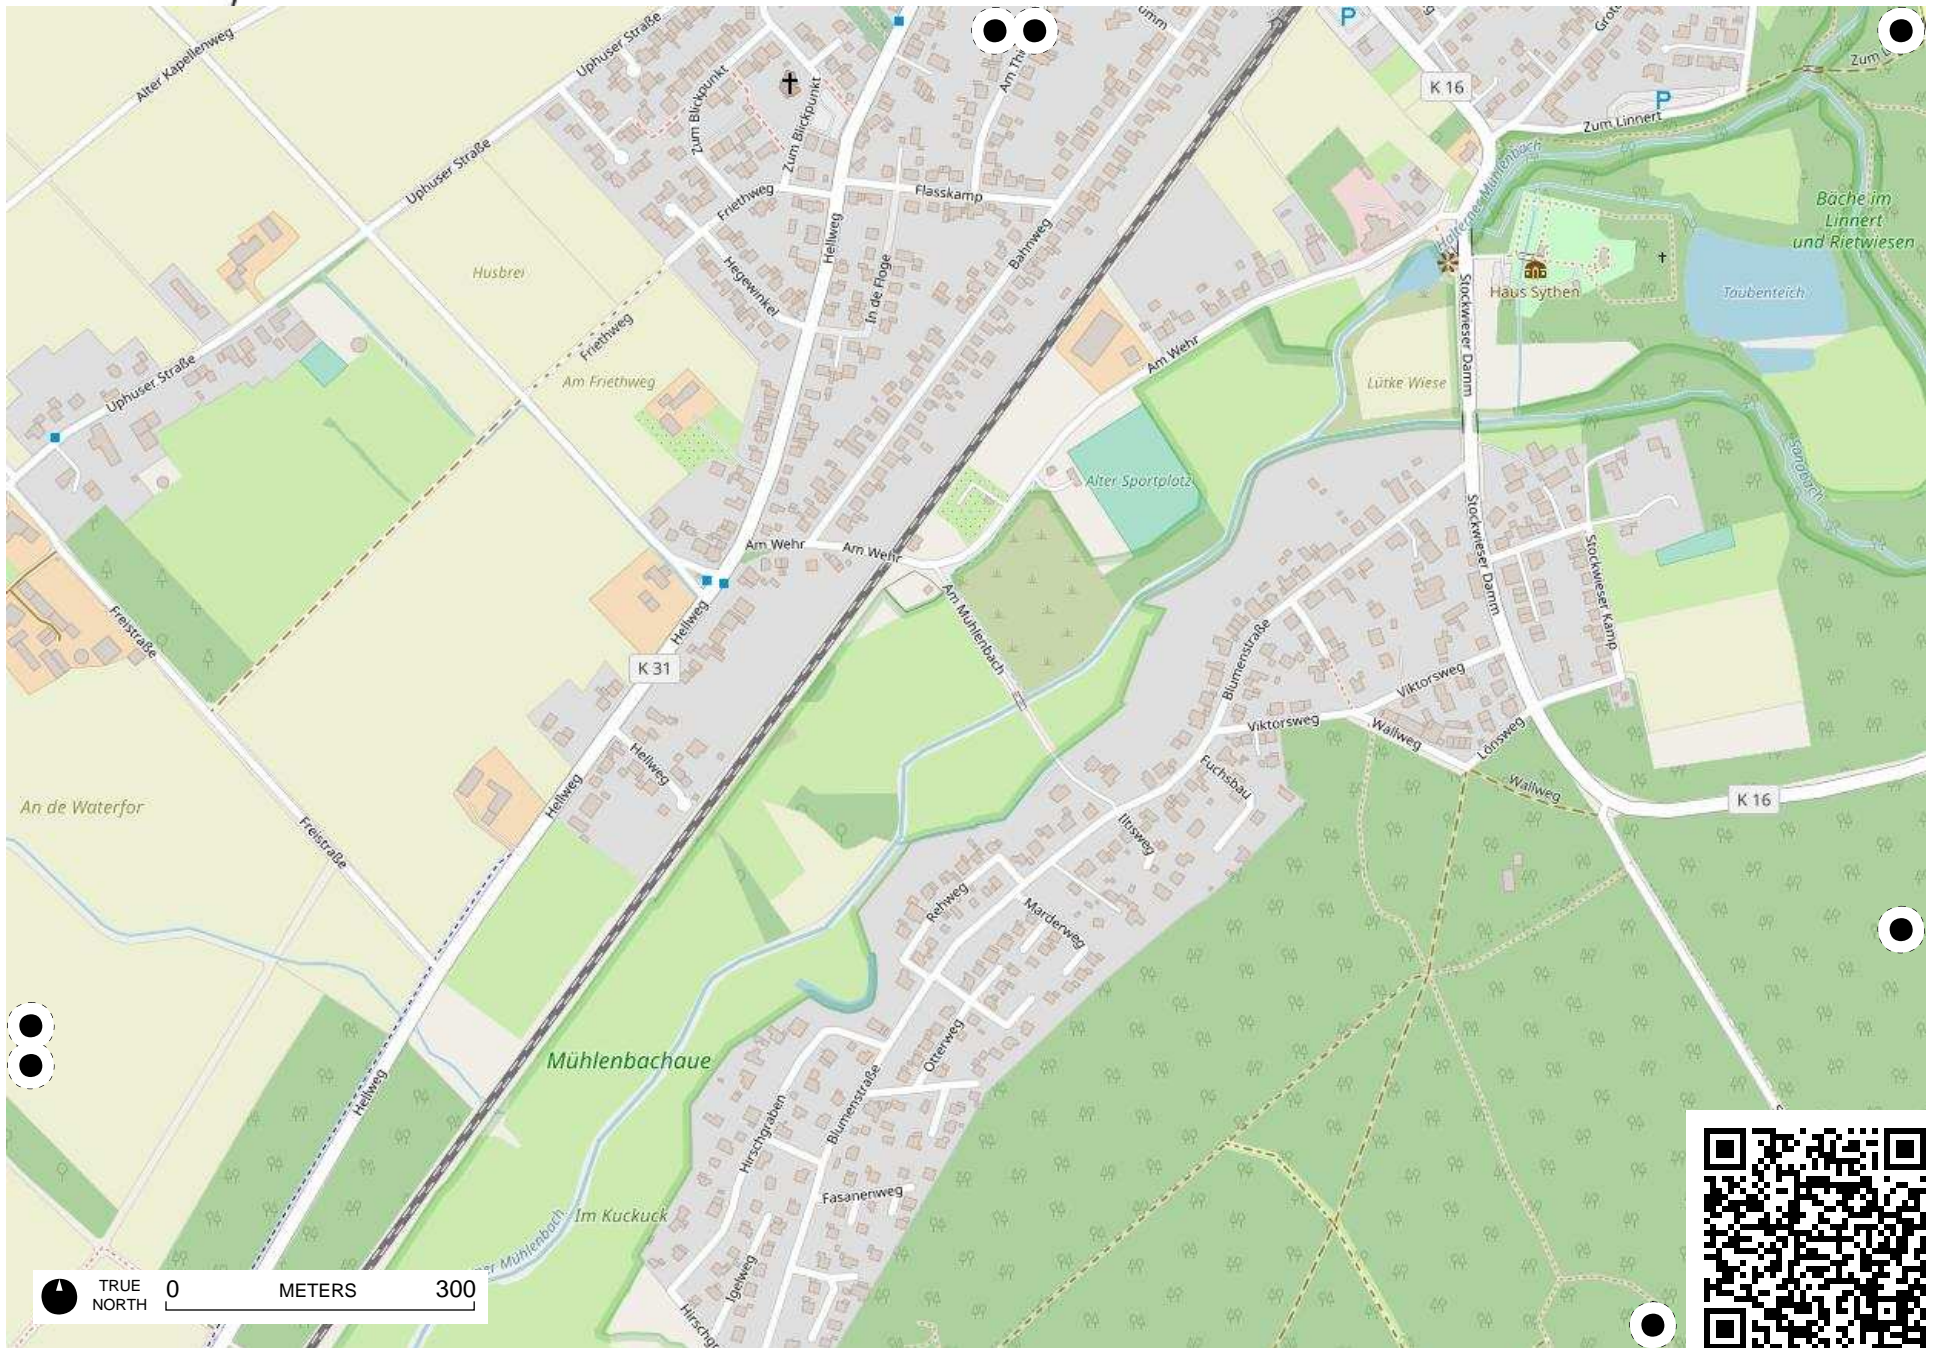 Alter Kapellenweg
Uphuser Straße
K 16
P
P
Zum Linnert
Zum Blickpunkt
Zum Blickpunkt
Halterner Mühlenbach
Uphuser Straße
Friethweg
Flasskamp
Bäche im
Linnert
und Rietwiesen
Hellweg
Bahnweg
Husbrei
Hegewinkel
In de Floge
Haus Sythen
Taubenteich
Stockwieser Damm
Friethweg
Am Wehr
Uphuser Straße
Am Friethweg
Lütke Wiese
Sandbach
Alter Sportplatz
Am Wehr
Am Wehr
Stockwieser Damm
Stockwieser Kamp
Freistraße
Hellweg
Am Mühlenbach
Blumenstraße
K 31
Viktorsweg
Viktorsweg
Wallweg
Lönsweg
Hellweg
Fuchsbau
Wallweg
K 16
Hellweg
An de Waterfor
Freistraße
Iltisweg
Rehweg
Marderweg
Otterweg
Mühlenbachaue
Hellweg
Hirschgraben
Blumenstraße
Fasanenweg
Im Kuckuck
Igelweg
TRUE
NORTH
0 METERS 300